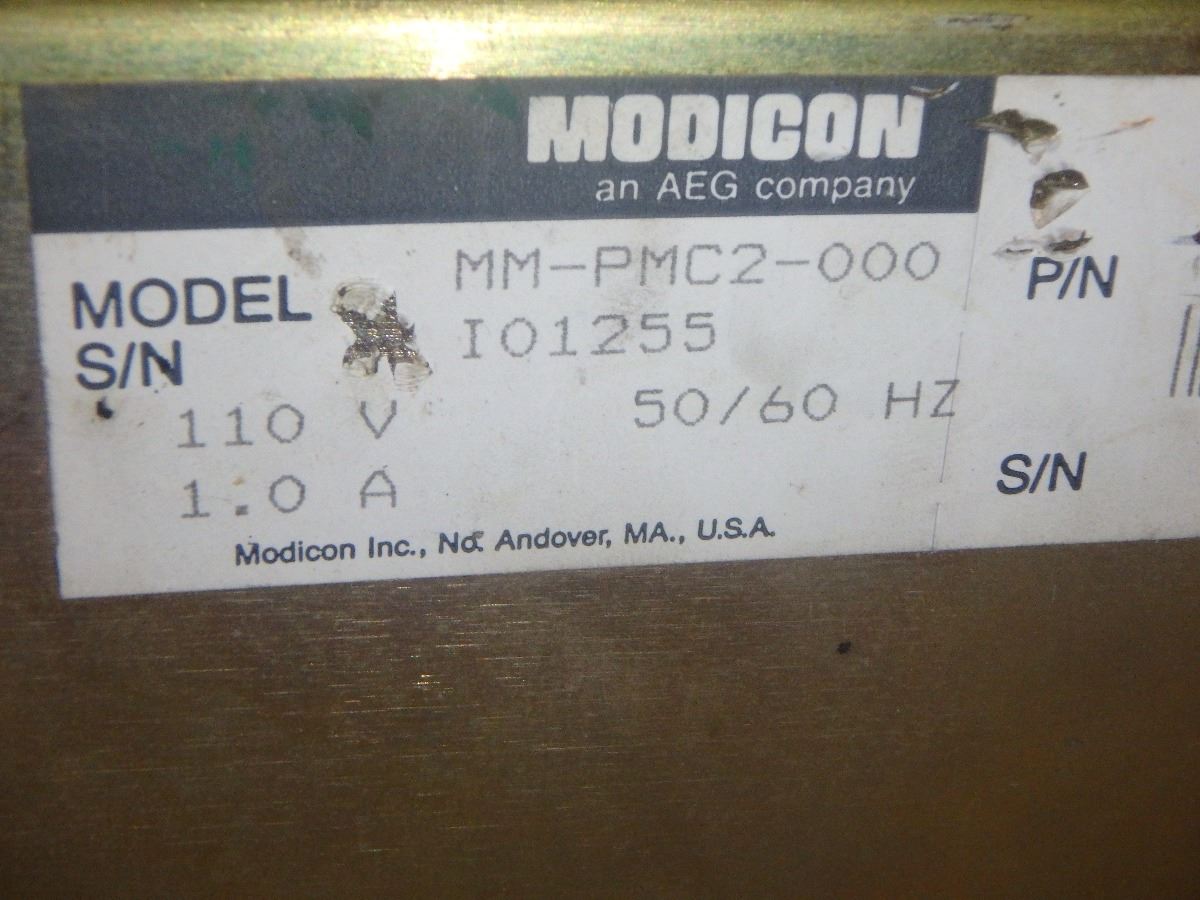 MODICON
an AEG company
MODEL MM-PMC2-000
S/N I01255
110 V 50/60 HZ
1.0 A
Modicon Inc., No. Andover, MA., U.S.A.
P/N
S/N